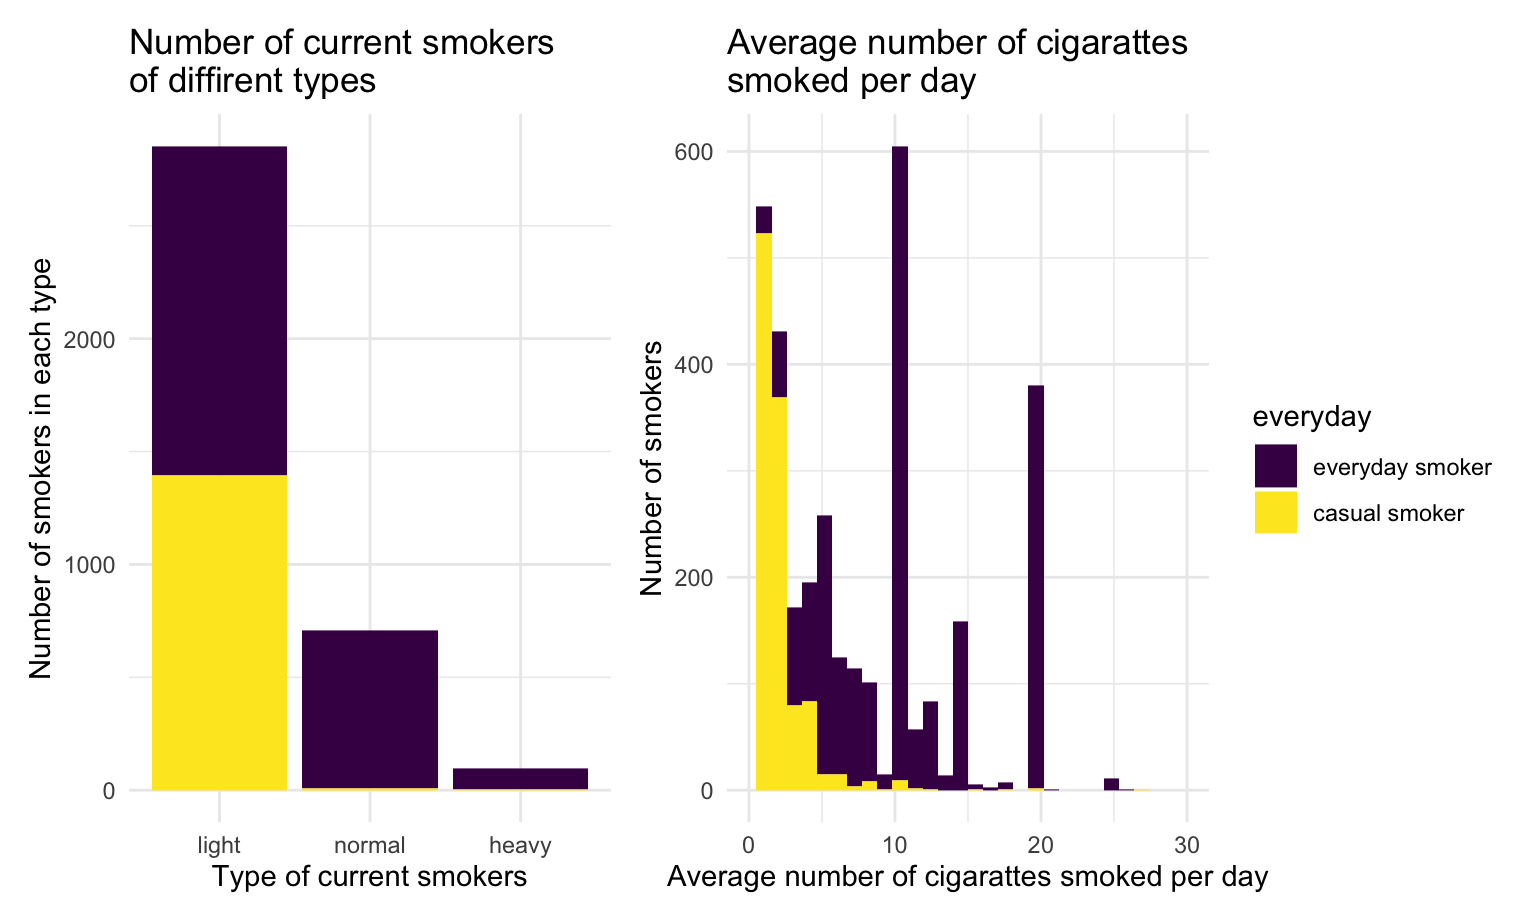 Number of current smokers
of diffirent types
Number of smokers in each type
2000
1000
0
light
normal
heavy
Type of current smokers
Average number of cigarattes
smoked per day
Number of smokers
600
400
200
0
0
10
20
30
Average number of cigarattes smoked per day
everyday
everyday smoker
casual smoker